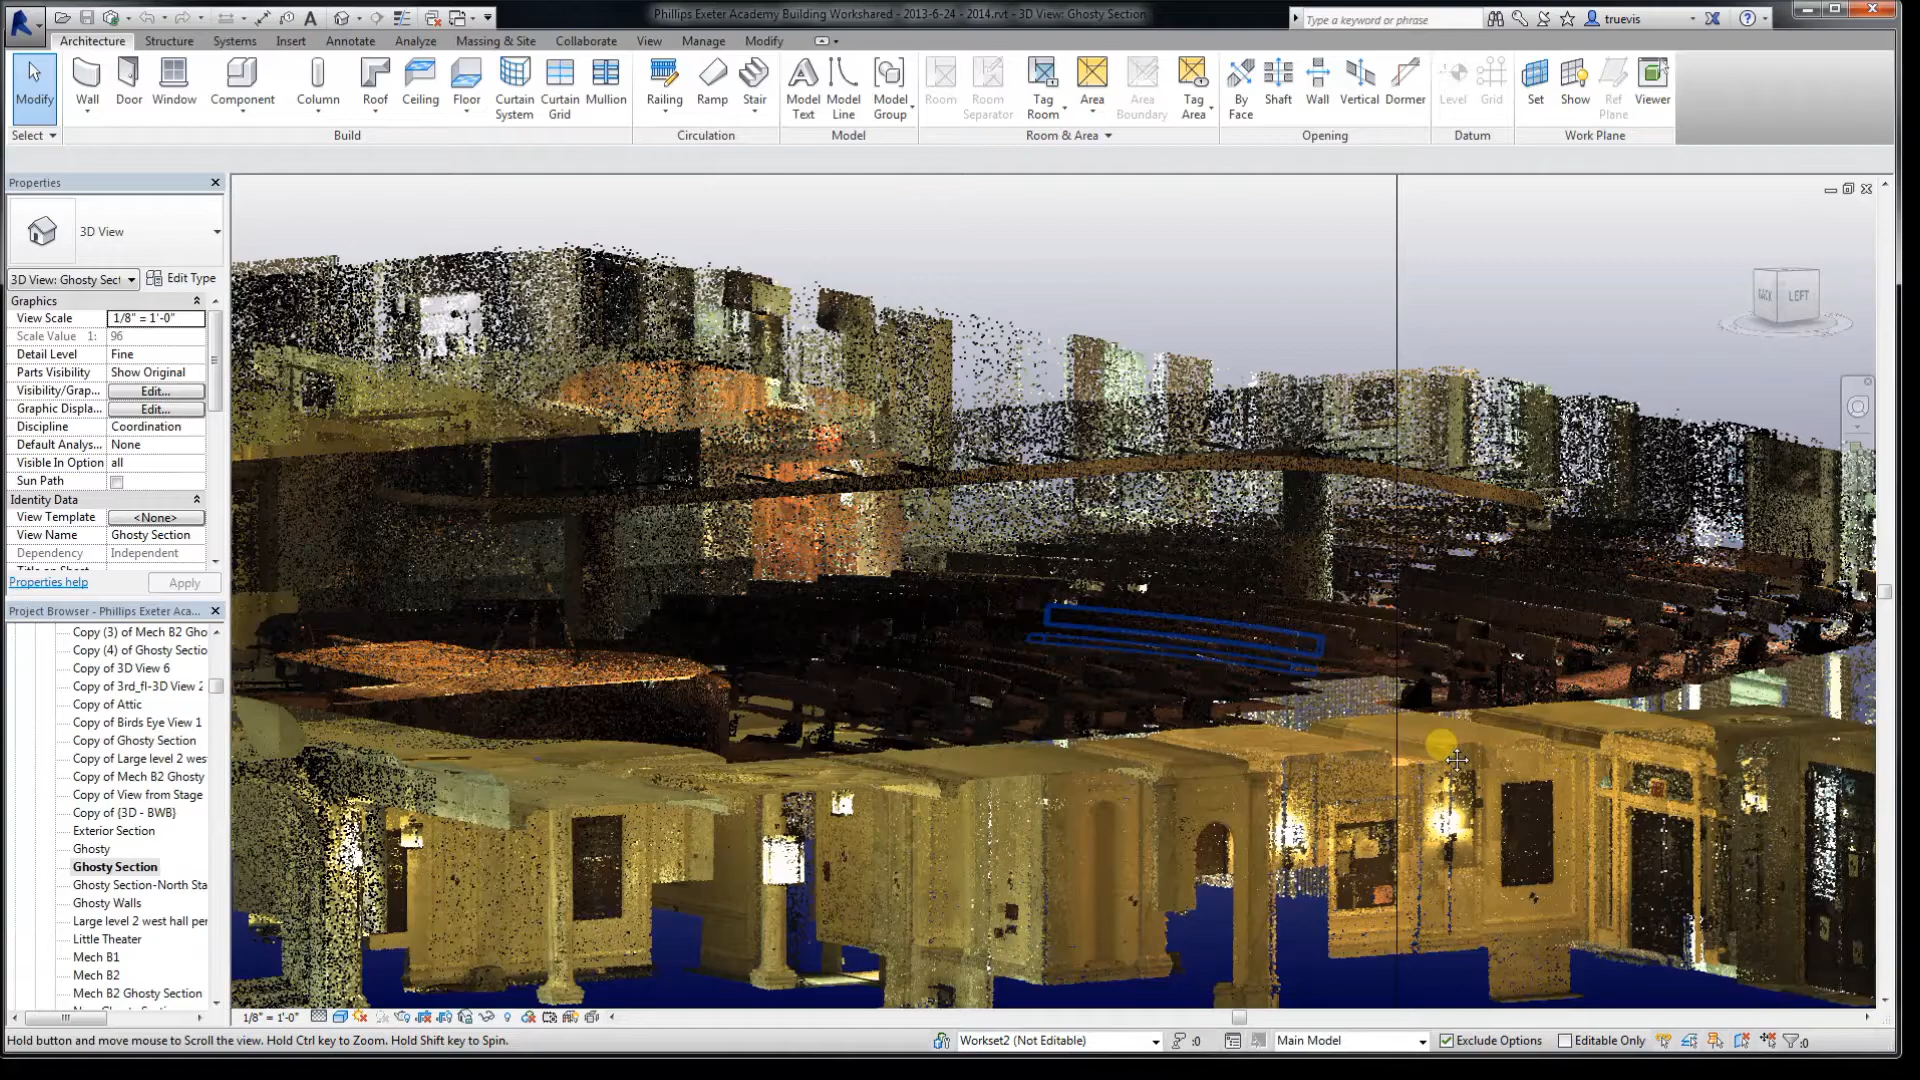 Phillips Exeter Academy Building Workshared - 2013-6-24 - 2014.rvt - 3D View: Ghosty Section
Type a keyword or phrase
truevis
Architecture Structure Systems Insert Annotate Analyze Massing & Site Collaborate View Manage Modify
Modify Wall Door Window Component Column Roof Ceiling Floor Curtain System Curtain Grid Mullion Railing Ramp Stair Model Text Model Line Model Group Room Room Separator Tag Room Area Area Boundary Tag Area By Face Shaft Wall Vertical Dormer Level Grid Set Show Ref Plane Viewer
Select Build Circulation Model Room & Area Opening Datum Work Plane
Properties
3D View
3D View: Ghosty Sect Edit Type
Graphics
View Scale 1/8" = 1'-0"
Scale Value 1: 96
Detail Level Fine
Parts Visibility Show Original
Visibility/Grap... Edit...
Graphic Displa... Edit...
Discipline Coordination
Default Analys... None
Visible In Option all
Sun Path
Identity Data
View Template <None>
View Name Ghosty Section
Dependency Independent
Title on Sheet
Properties help Apply
Project Browser - Phillips Exeter Aca...
Copy (3) of Mech B2 Gho
Copy (4) of Ghosty Section
Copy of 3D View 6
Copy of 3rd_fl-3D View 2
Copy of Attic
Copy of Birds Eye View 1
Copy of Ghosty Section
Copy of Large level 2 wes
Copy of Mech B2 Ghosty
Copy of View from Stage
Copy of {3D - BWB}
Exterior Section
Ghosty
Ghosty Section
Ghosty Section-North Sta
Ghosty Walls
Large level 2 west hall per
Little Theater
Mech B1
Mech B2
Mech B2 Ghosty Section
BACK LEFT
1/8" = 1'-0"
Hold button and move mouse to Scroll the view. Hold Ctrl key to Zoom. Hold Shift key to Spin.
Workset2 (Not Editable) :0 Main Model Exclude Options Editable Only :0